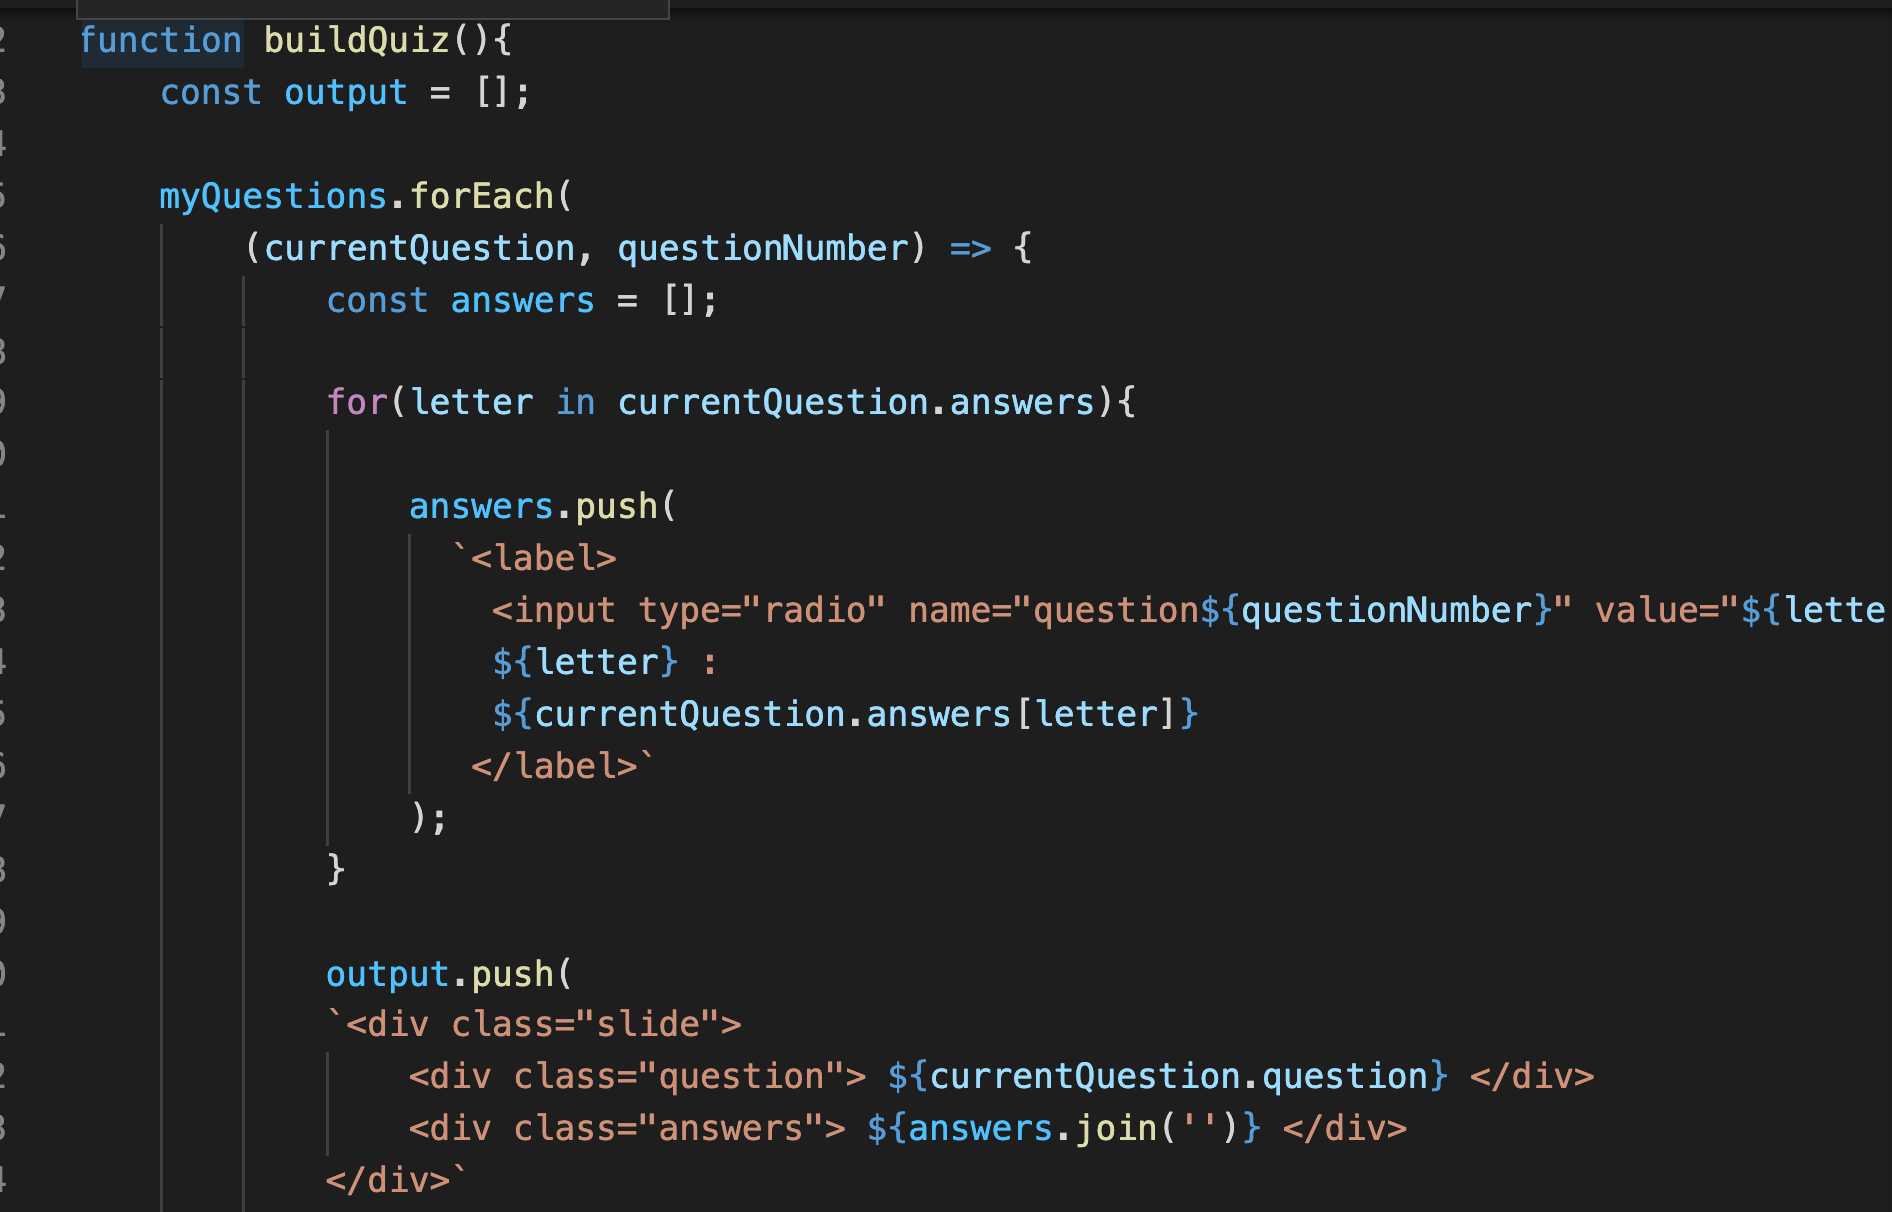 function buildQuiz(){
const output = [];
myQuestions.forEach(
(currentQuestion, questionNumber) => {
const answers = [];
for(letter in currentQuestion.answers){
answers.push(
`<label>
<input type="radio" name="question${questionNumber}" value="${lette
${letter} :
${currentQuestion.answers[letter]}
</label>`
);
}
output.push(
`<div class="slide">
<div class="question"> ${currentQuestion.question} </div>
<div class="answers"> ${answers.join('')} </div>
</div>`